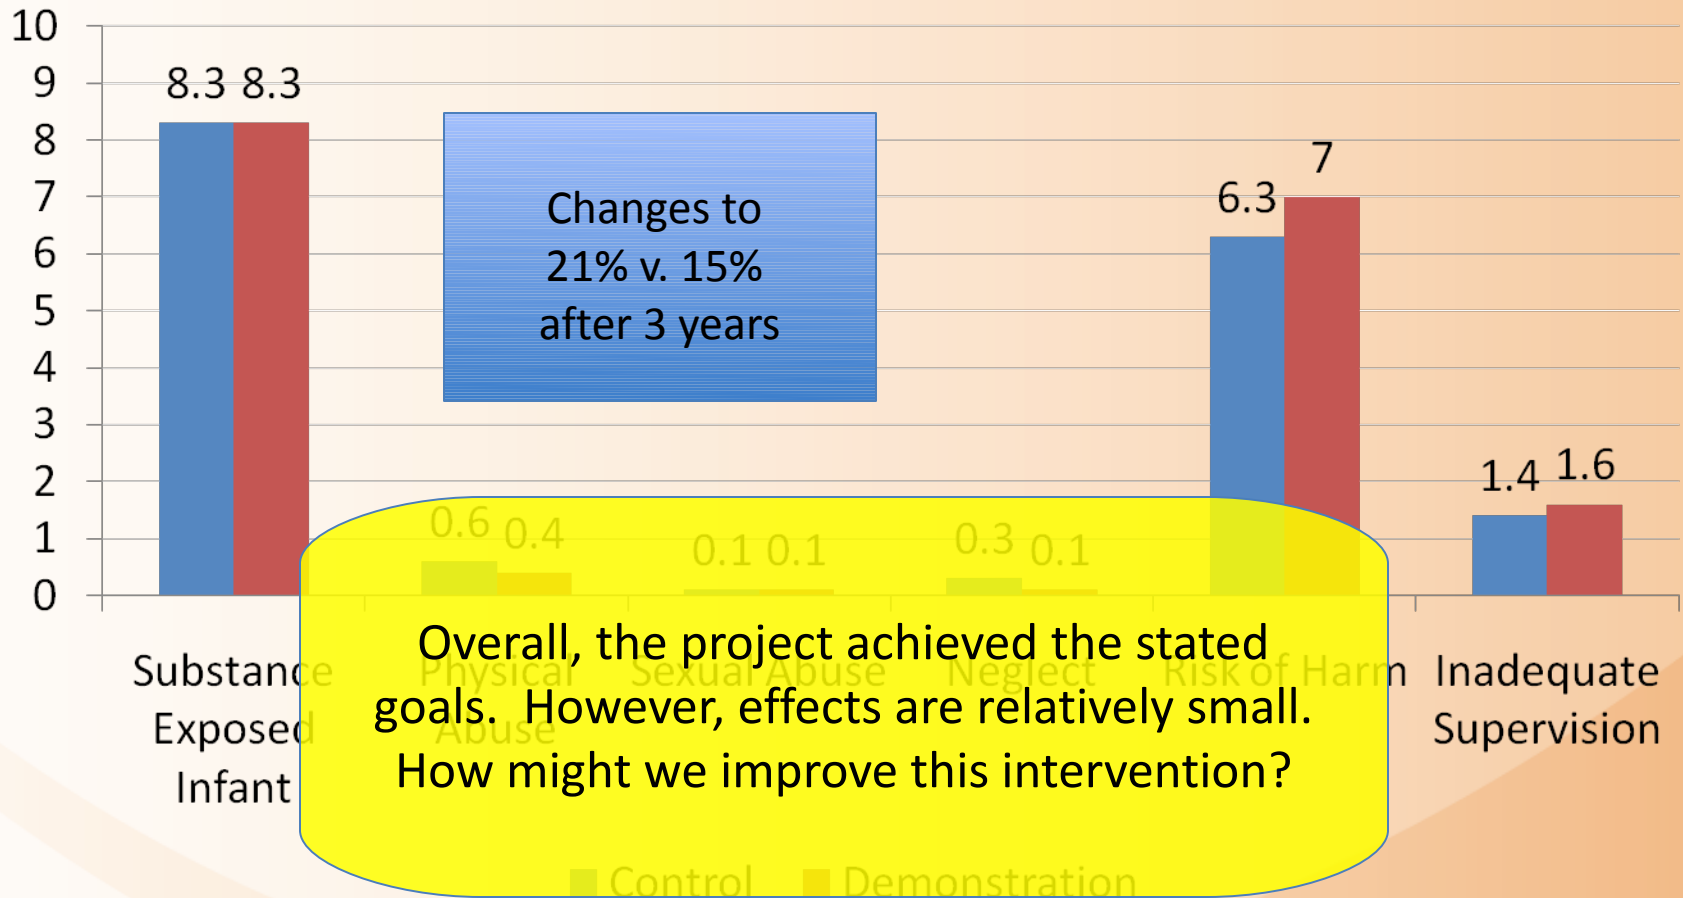 10
9
8
7
6
5
4
3
2
1
0
8.3 8.3
0.6 0.4
0.1 0.1
0.3 0.1
6.3 7
1.4 1.6
Changes to
21% v. 15%
after 3 years
Substance
Exposed
Infant
Physical
Abuse
Sexual Abuse
Neglect
Risk of Harm
Inadequate
Supervision
Overall, the project achieved the stated
goals.  However, effects are relatively small.
How might we improve this intervention?
Control
Demonstration